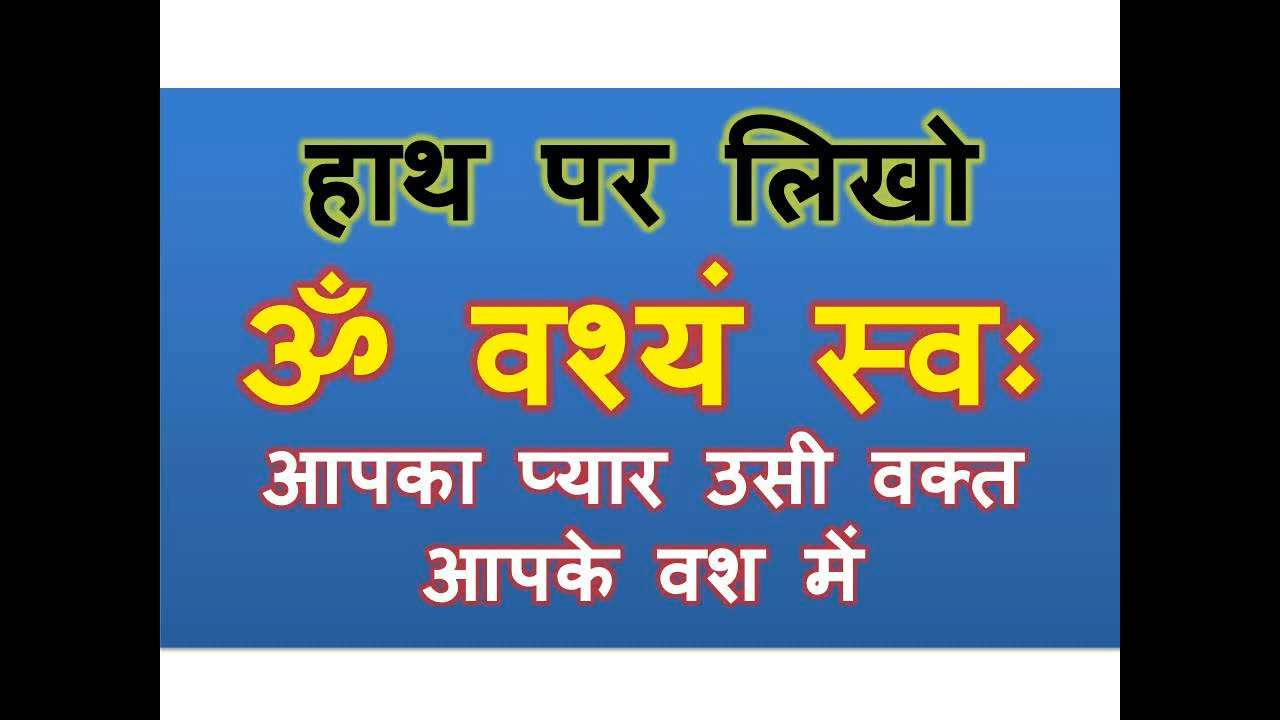 हाथ पर लिखो
ॐ वश्यं स्वः
आपका प्यार उसी वक्त
आपके वश में